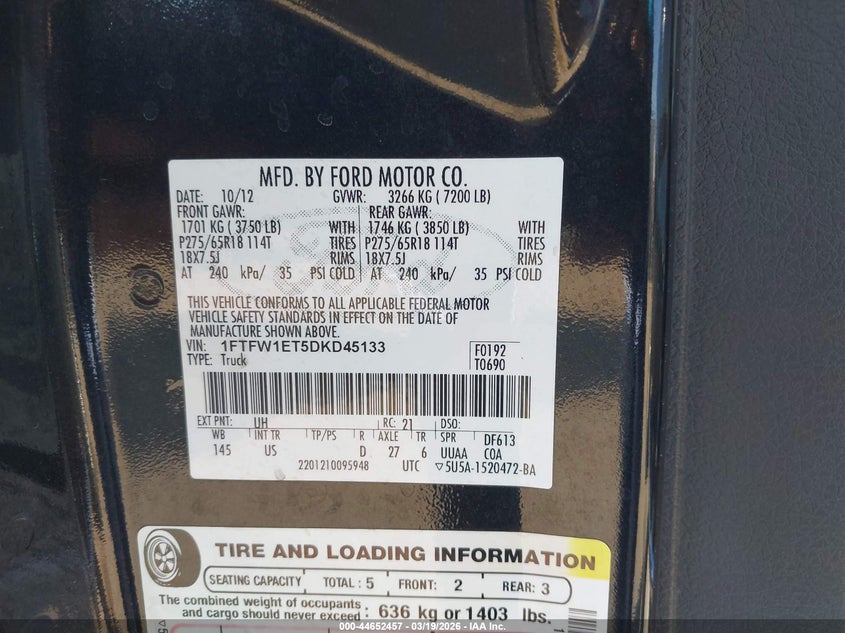 MFD. BY FORD MOTOR CO.
DATE: 10/12 GVWR: 3266 KG ( 7200 LB)
FRONT GAWR: REAR GAWR:
1701 KG ( 3750 LB) WITH 1746 KG ( 3850 LB) WITH
P275/65R18 114T TIRES P275/65R18 114T TIRES
18X7.5J RIMS 18X7.5J RIMS
AT 240 kPa/ 35 PSI COLD AT 240 kPa/ 35 PSI COLD
THIS VEHICLE CONFORMS TO ALL APPLICABLE FEDERAL MOTOR
VEHICLE SAFETY STANDARDS IN EFFECT ON THE DATE OF
MANUFACTURE SHOWN ABOVE.
VIN: 1FTFW1ET5DKD45133 F0192
TYPE: Truck T0690
EXT PNT: UH RC: 21 DSO:
WB INT TR TP/PS R AXLE TR SPR DF613
145 US D 27 6 UUAA COA
2201210095948 UTC ▽5U5A-1520472-BA
TIRE AND LOADING INFORMATION
SEATING CAPACITY TOTAL : 5 FRONT: 2 REAR: 3
The combined weight of occupants
and cargo should never exceed : 636 kg or 1403 lbs.
000-44652457 - 03/19/2026 - IAA Inc.